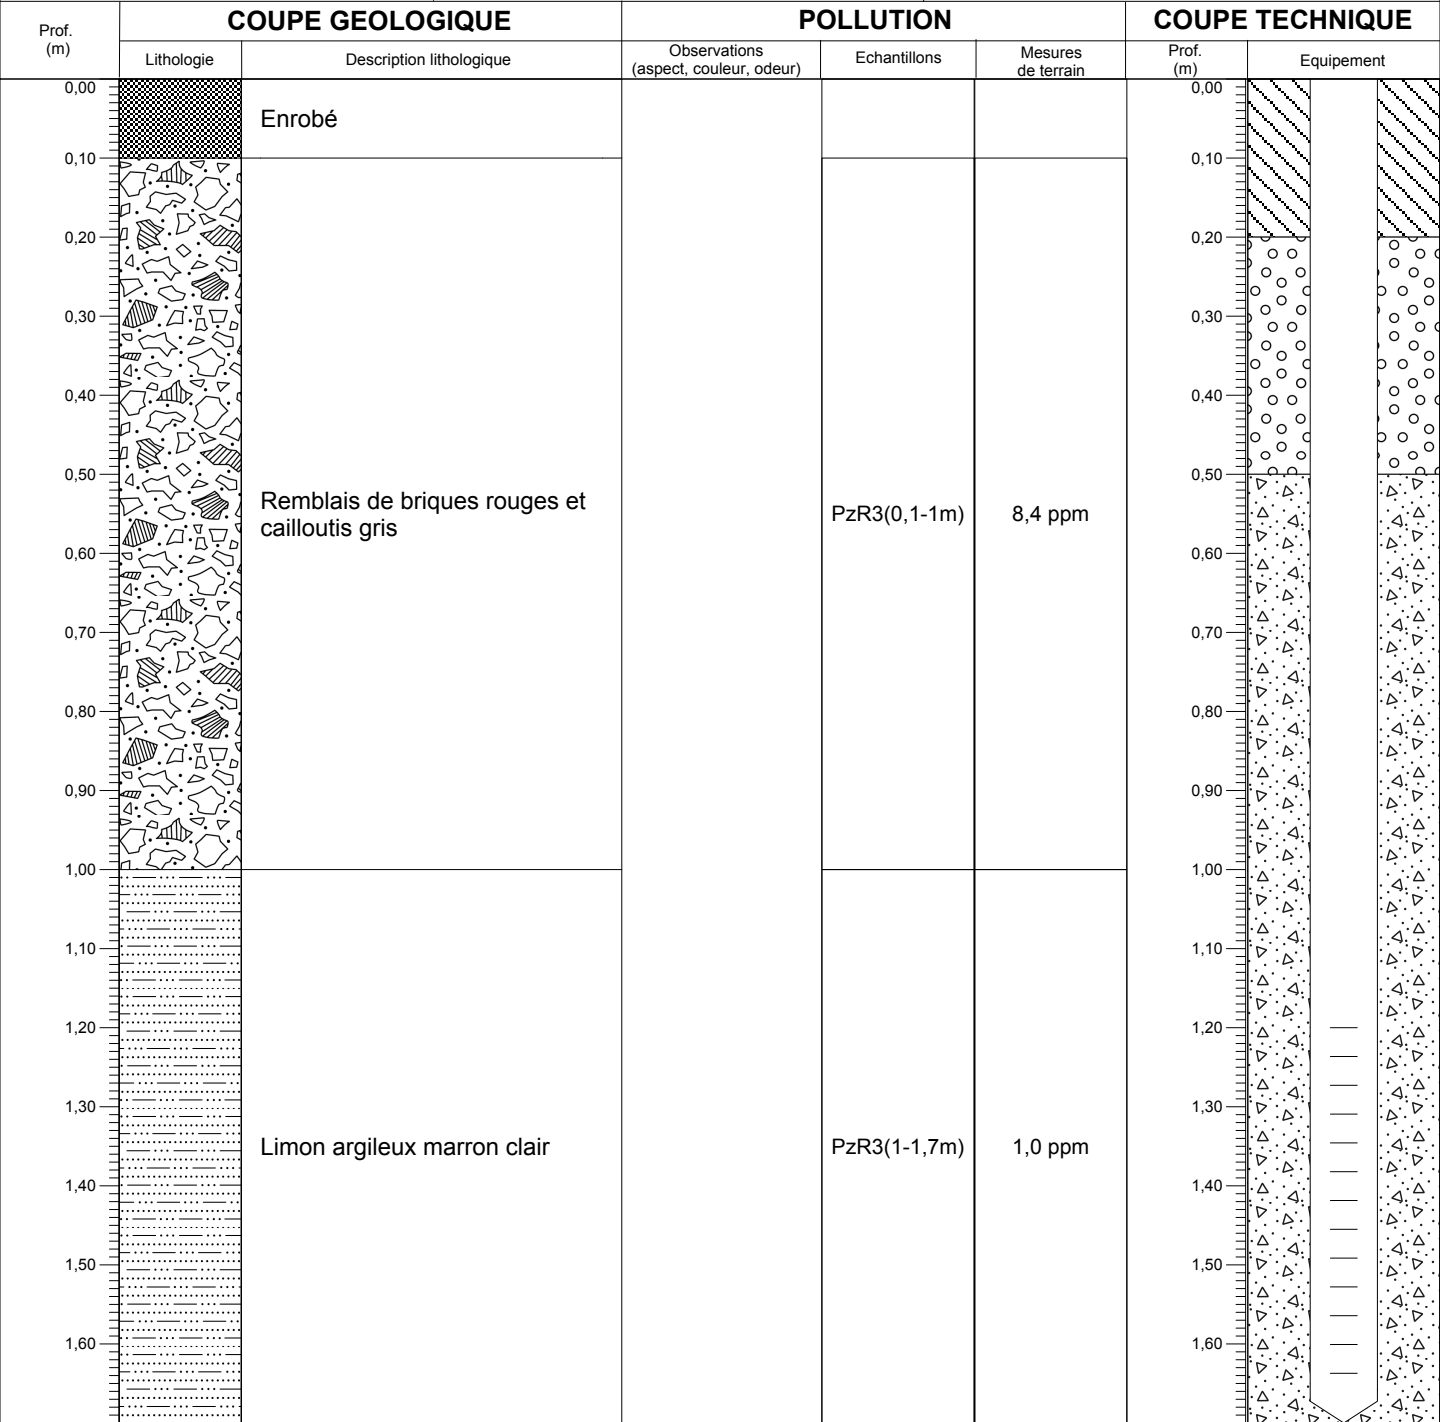 Prof.
(m)
COUPE GEOLOGIQUE
POLLUTION
COUPE TECHNIQUE
Lithologie
Description lithologique
Observations
(aspect, couleur, odeur)
Echantillons
Mesures
de terrain
Prof.
(m)
Equipement
0,00
0,10
0,20
0,30
0,40
0,50
0,60
0,70
0,80
0,90
1,00
1,10
1,20
1,30
1,40
1,50
1,60
Enrobé
Remblais de briques rouges et
cailloutis gris
PzR3(0,1-1m)
8,4 ppm
Limon argileux marron clair
PzR3(1-1,7m)
1,0 ppm
0,00
0,10
0,20
0,30
0,40
0,50
0,60
0,70
0,80
0,90
1,00
1,10
1,20
1,30
1,40
1,50
1,60